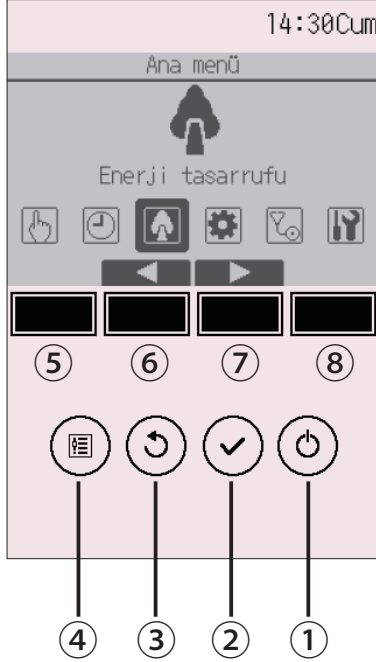 14:30Cum
Ana menü
Enerji tasarrufu
⑤ ⑥ ⑦ ⑧
④ ③ ② ①